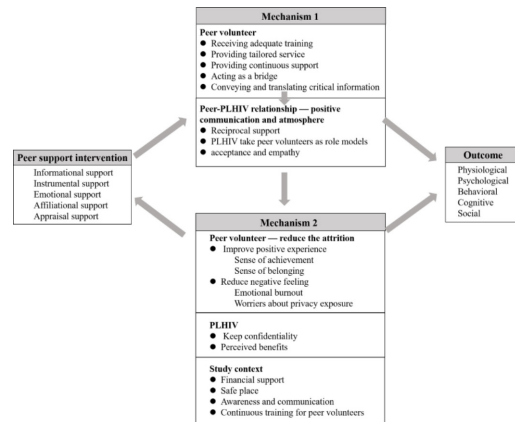 Mechanism 1
Peer volunteer
● Receiving adequate training
● Providing tailored service
● Providing continuous support
● Acting as a bridge
● Conveying and translating critical information
Peer-PLHIV relationship — positive
communication and atmosphere
● Reciprocal support
● PLHIV take peer volunteers as role models
● acceptance and empathy
Peer support intervention
Informational support
Instrumental support
Emotional support
Affiliational support
Appraisal support
Outcome
Physiological
Psychological
Behavioral
Cognitive
Social
Mechanism 2
Peer volunteer — reduce the attrition
● Improve positive experience
Sense of achievement
Sense of belonging
● Reduce negative feeling
Emotional burnout
Worriers about privacy exposure
PLHIV
● Keep confidentiality
● Perceived benefits
Study context
● Financial support
● Safe place
● Awareness and communication
● Continuous training for peer volunteers